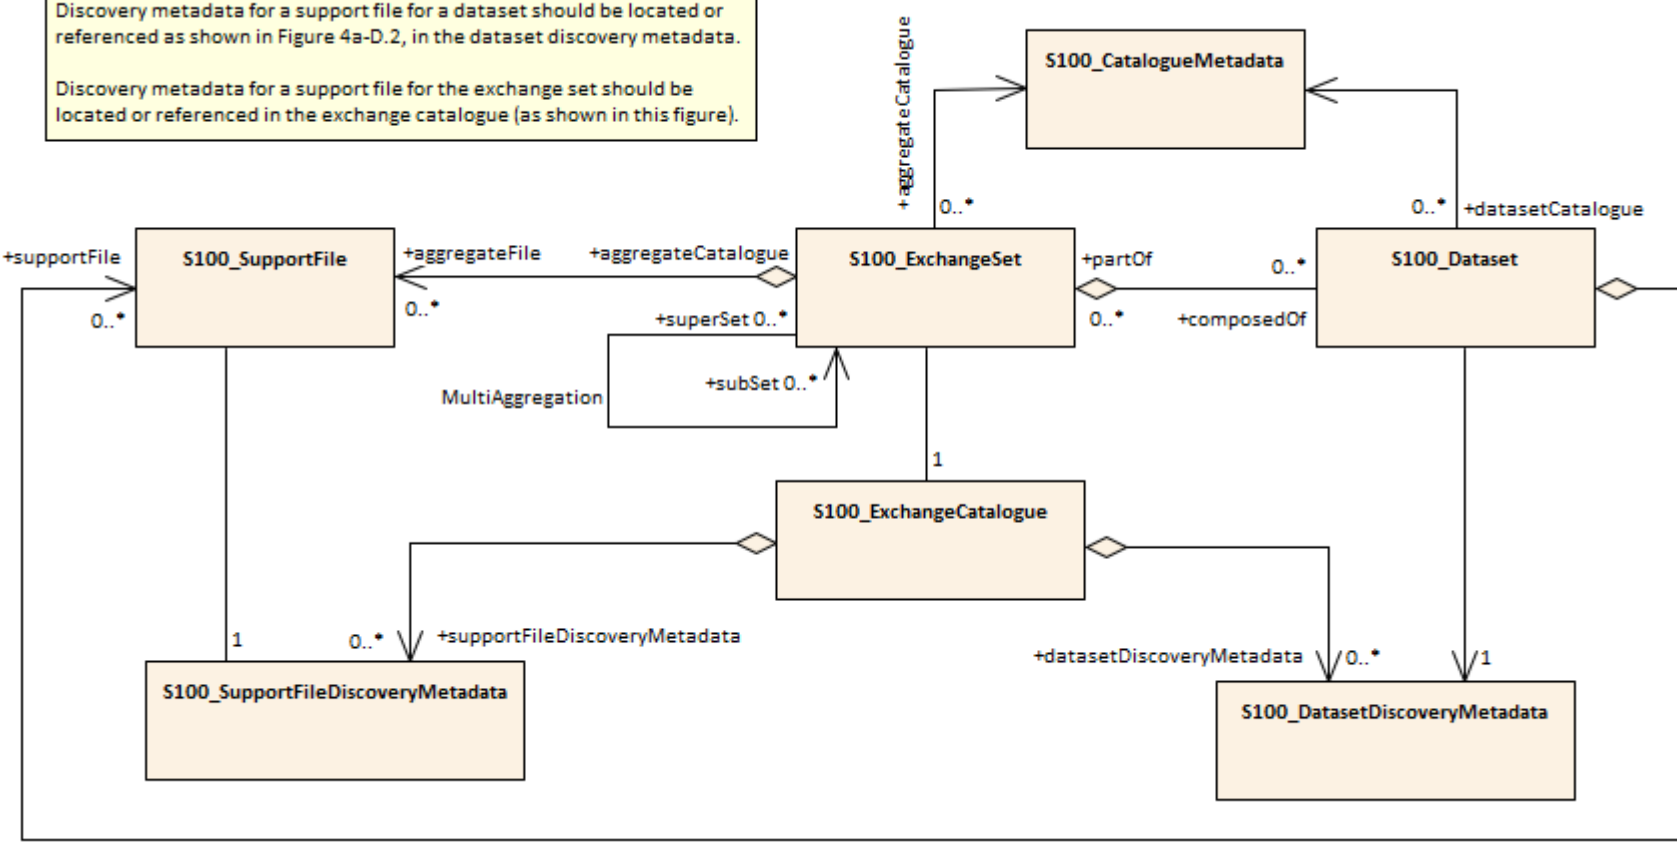 Discovery metadata for a support file for a dataset should be located or
referenced as shown in Figure 4a-D.2, in the dataset discovery metadata.
Discovery metadata for a support file for the exchange set should be
located or referenced in the exchange catalogue (as shown in this figure).
+aggregateCatalogue
0..*
S100_CatalogueMetadata
0..*
+datasetCatalogue
+supportFile
0..*
S100_SupportFile
+aggregateFile
0..*
+aggregateCatalogue
S100_ExchangeSet
+partOf
0..*
0..*
+composedOf
S100_Dataset
+superSet 0..*
+subSet 0..*
MultiAggregation
1
S100_ExchangeCatalogue
1
0..*
+supportFileDiscoveryMetadata
+datasetDiscoveryMetadata
0..*
1
S100_SupportFileDiscoveryMetadata
S100_DatasetDiscoveryMetadata